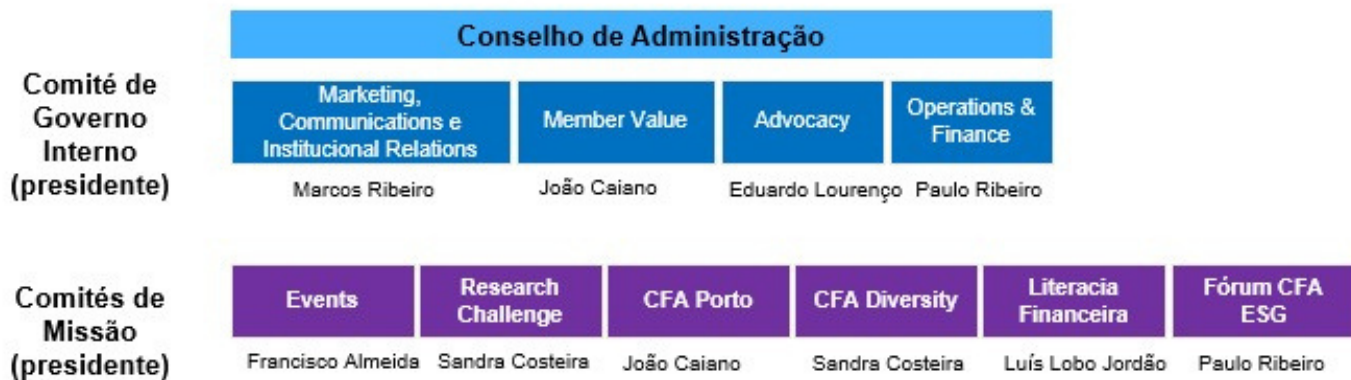 Conselho de Administração
Comité de
Governo
Interno
(presidente)
Marketing,
Communications e
Institucional Relations
Member Value
Advocacy
Operations &
Finance
Marcos Ribeiro
João Caiano
Eduardo Lourenço
Paulo Ribeiro
Comités de
Missão
(presidente)
Events
Research
Challenge
CFA Porto
CFA Diversity
Literacia
Financeira
Fórum CFA
ESG
Francisco Almeida
Sandra Costeira
João Caiano
Sandra Costeira
Luís Lobo Jordão
Paulo Ribeiro